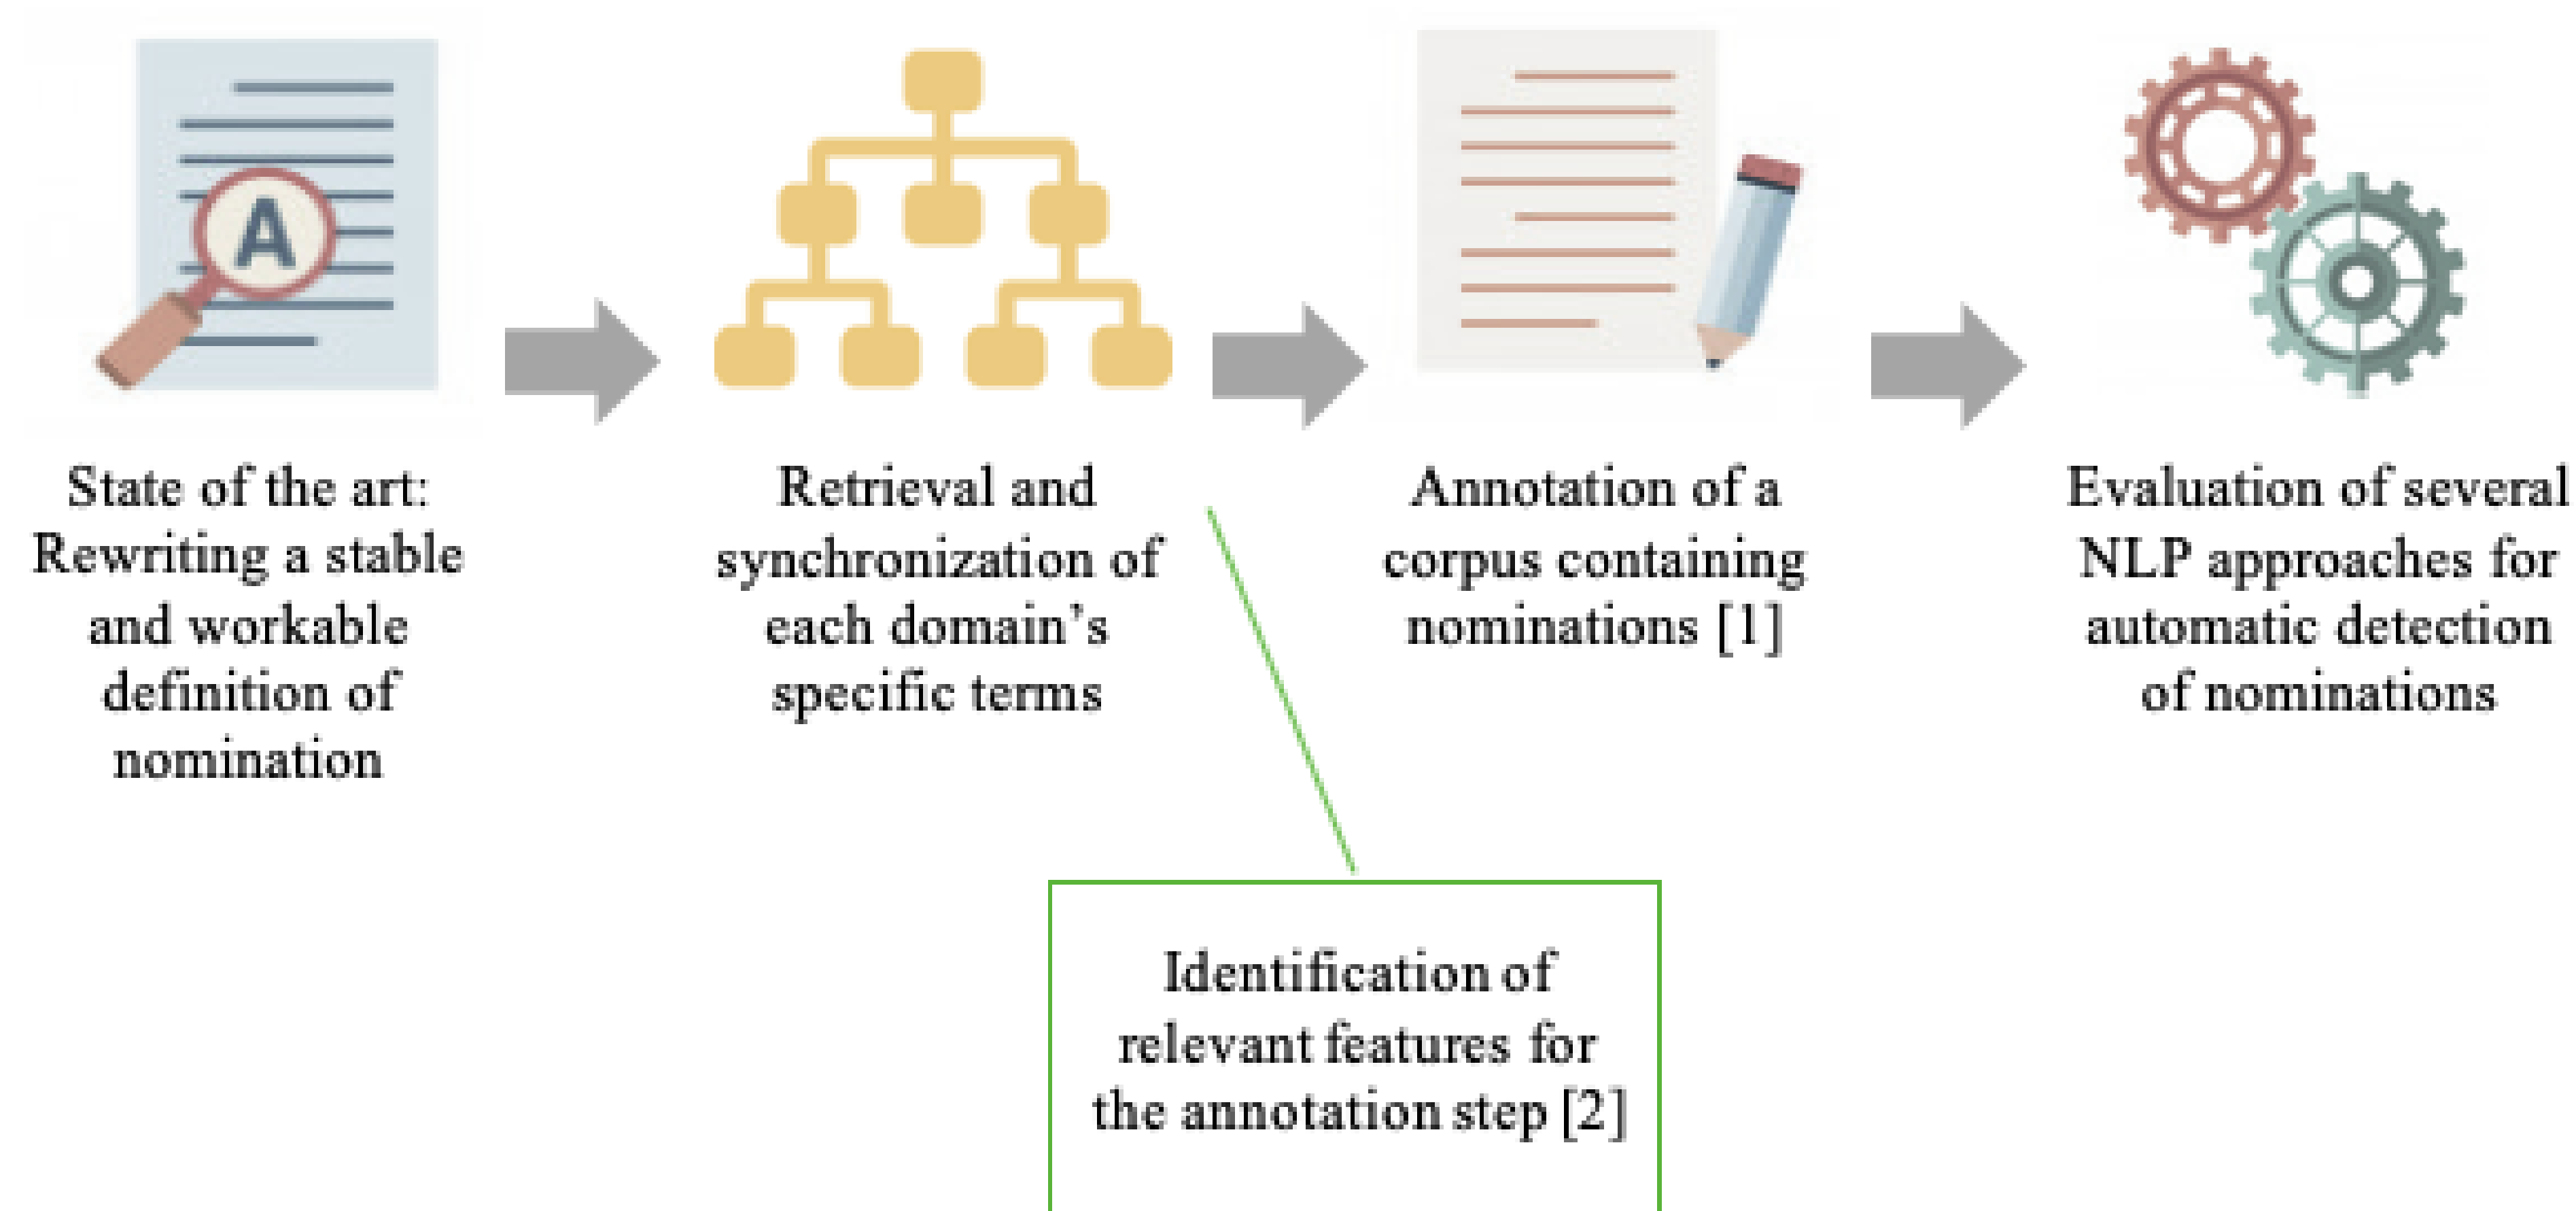 A
State of the art:
Rewriting a stable
and workable
definition of
nomination
Retrieval and
synchronization of
each domain’s
specific terms
Annotation of a
corpus containing
nominations [1]
Evaluation of several
NLP approaches for
automatic detection
of nominations
Identification of
relevant features for
the annotation step [2]